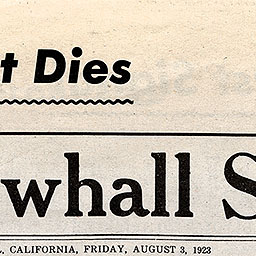 t Dies
whall S
L. CALIFORNIA, FRIDAY, AUGUST 3, 1923